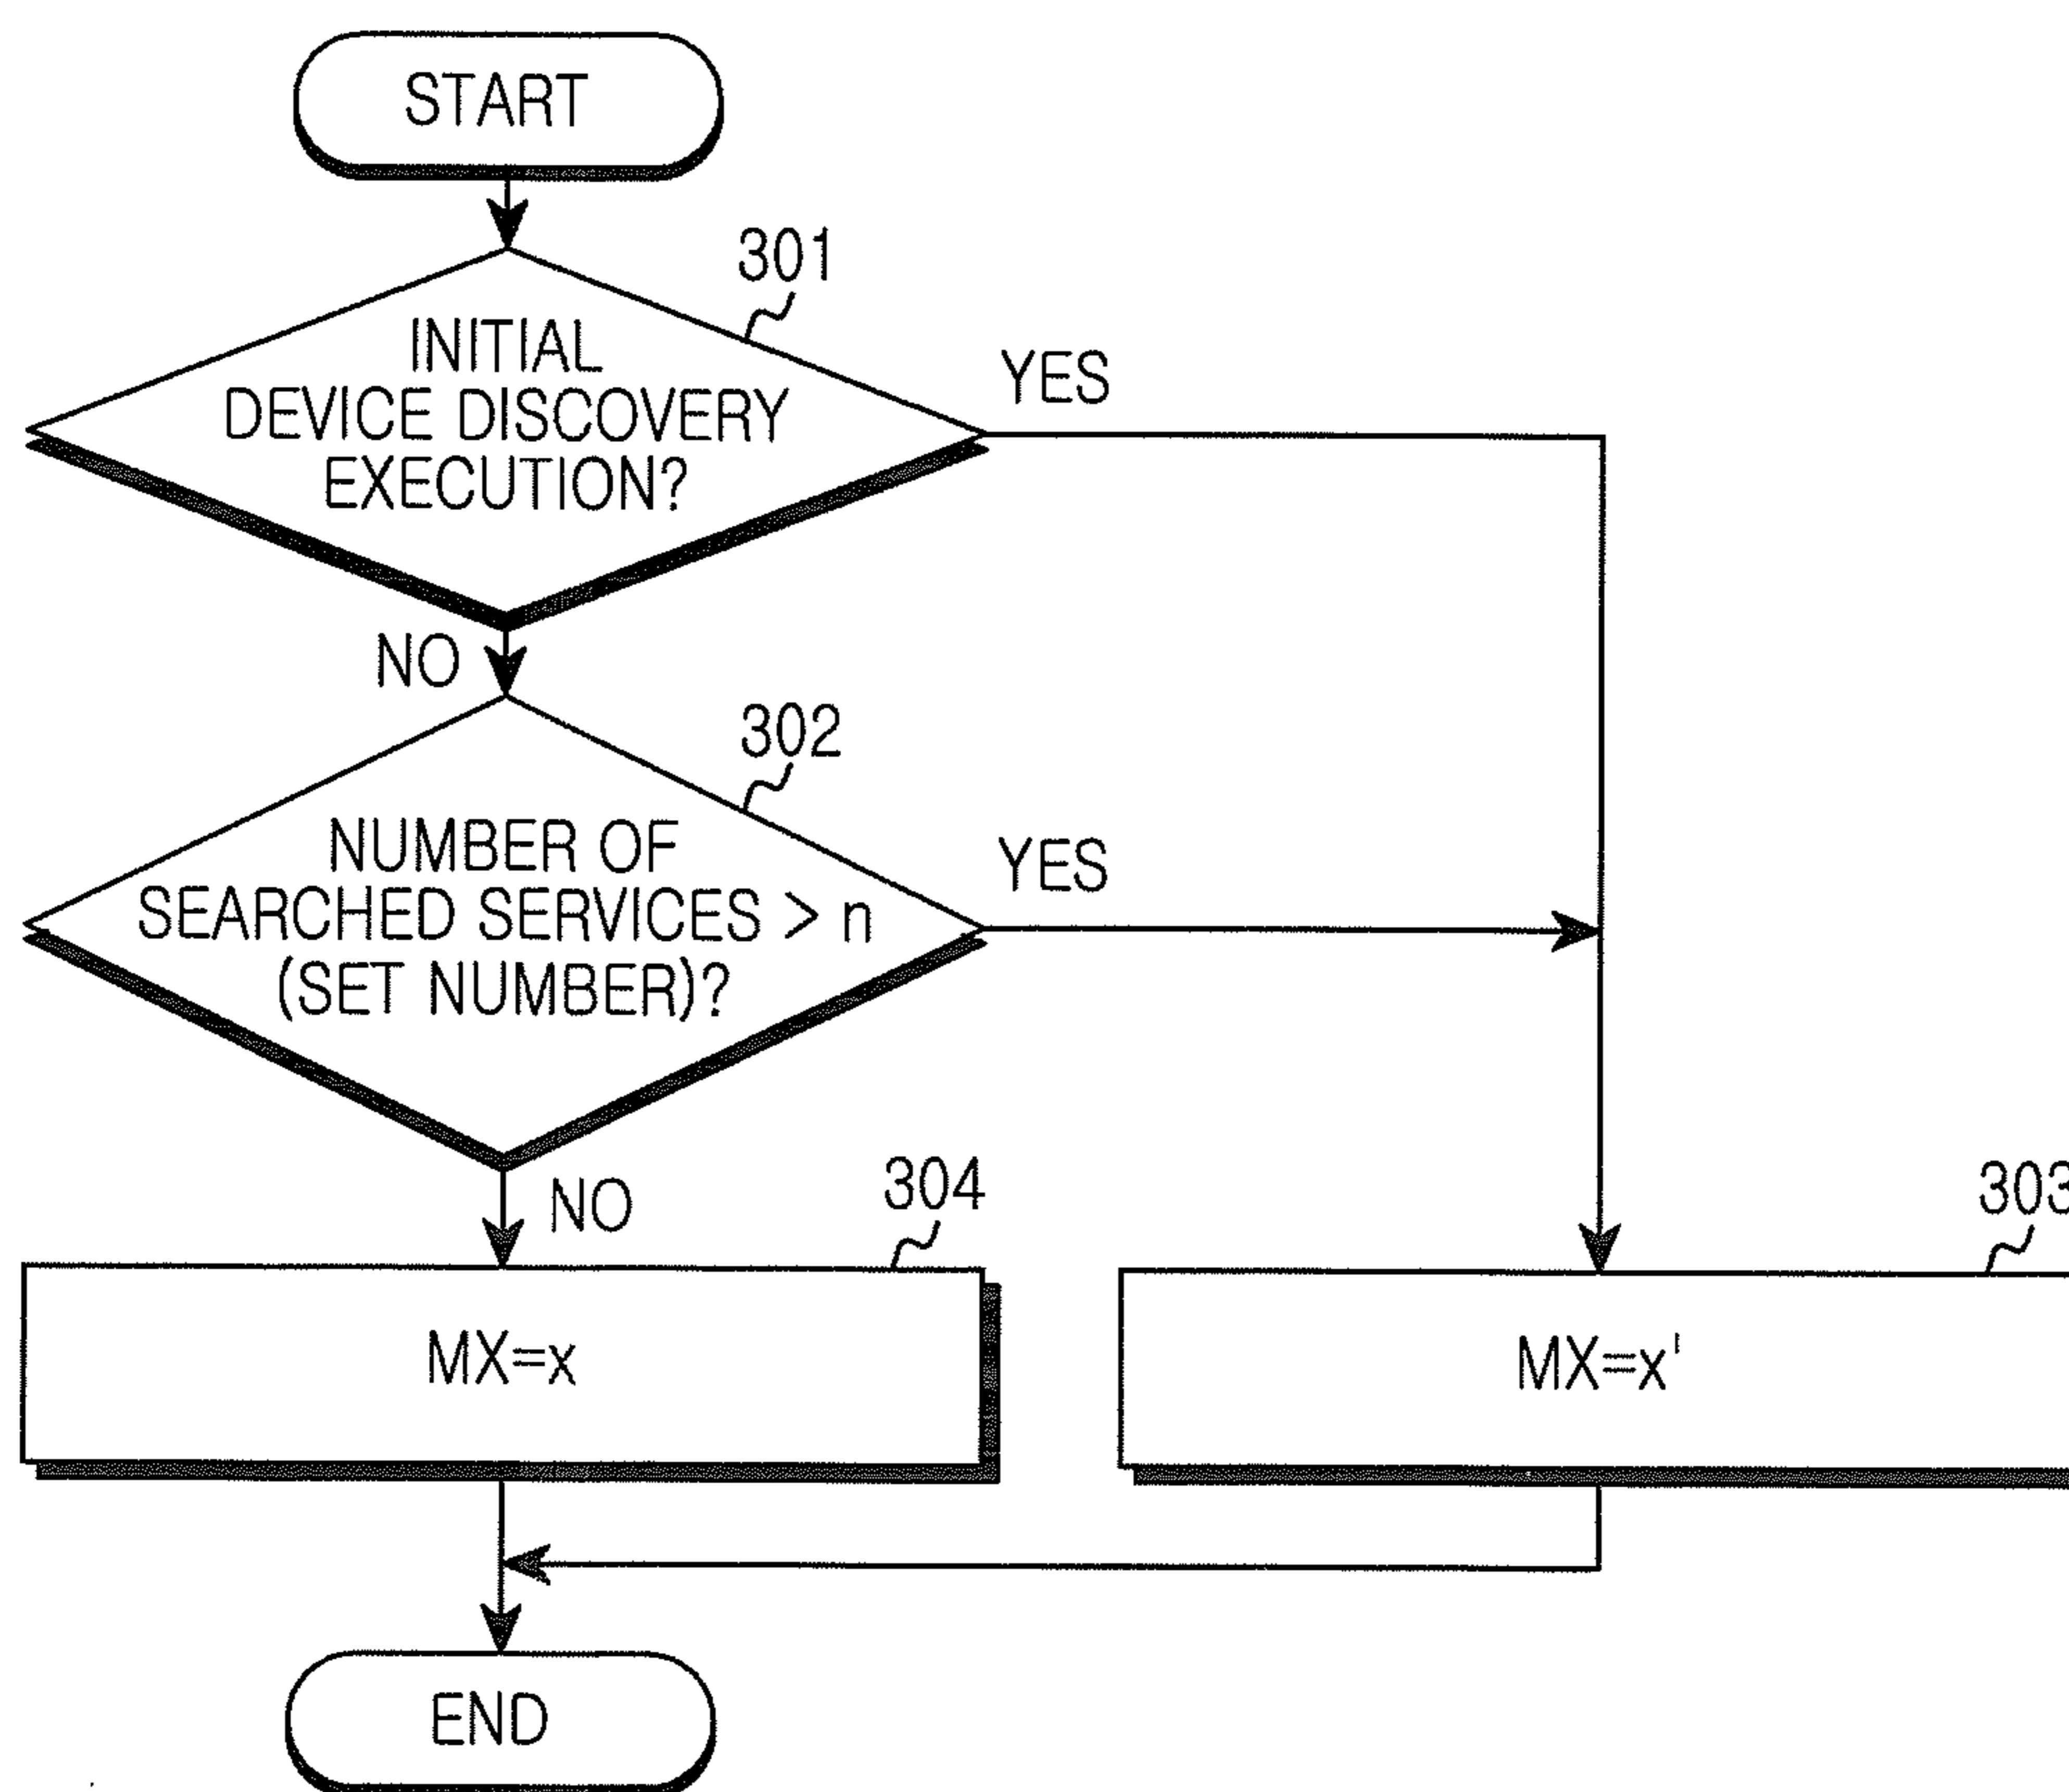 START
301
INITIAL
DEVICE DISCOVERY
EXECUTION?
YES
NO
302
NUMBER OF
SEARCHED SERVICES > n
(SET NUMBER)?
YES
NO
304
303
MX=x
MX=x'
END